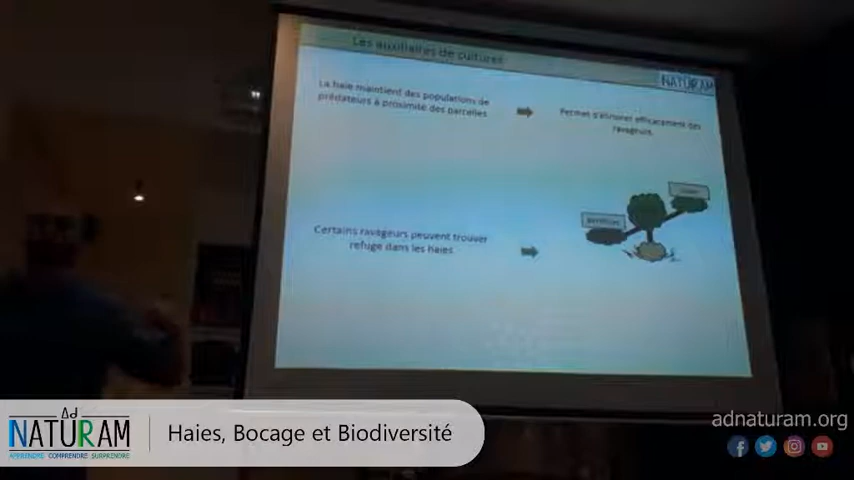 Les auxiliaires de cultures
NATURAM
La haie maintient des populations de
prédateurs à proximité des parcelles
Permet s'éliminer efficacement des
ravageurs.
Bénéfices
Certains ravageurs peuvent trouver
refuge dans les haies
Ad
NATURAM
APPRENDRE COMPRENDRE SURPRENDRE
Haies, Bocage et Biodiversité
adnaturam.org